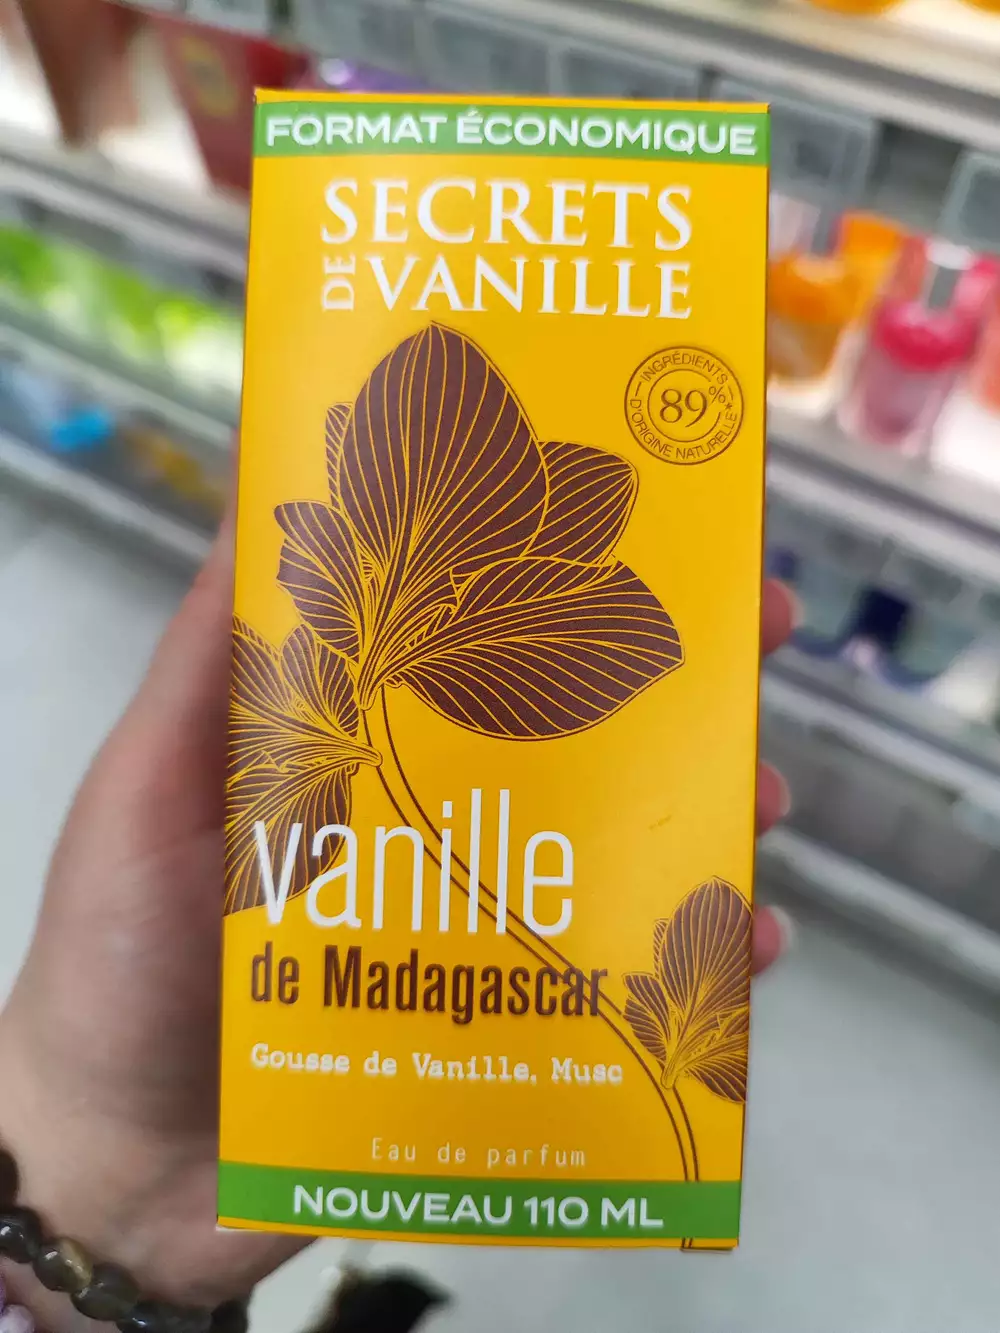 FORMAT ÉCONOMIQUE
SECRETS
DE VANILLE
INGRÉDIENTS
89%*
D'ORIGINE NATURELLE
vanille
de Madagascar
Gousse de Vanille, Musc
Eau de parfum
NOUVEAU 110 ML